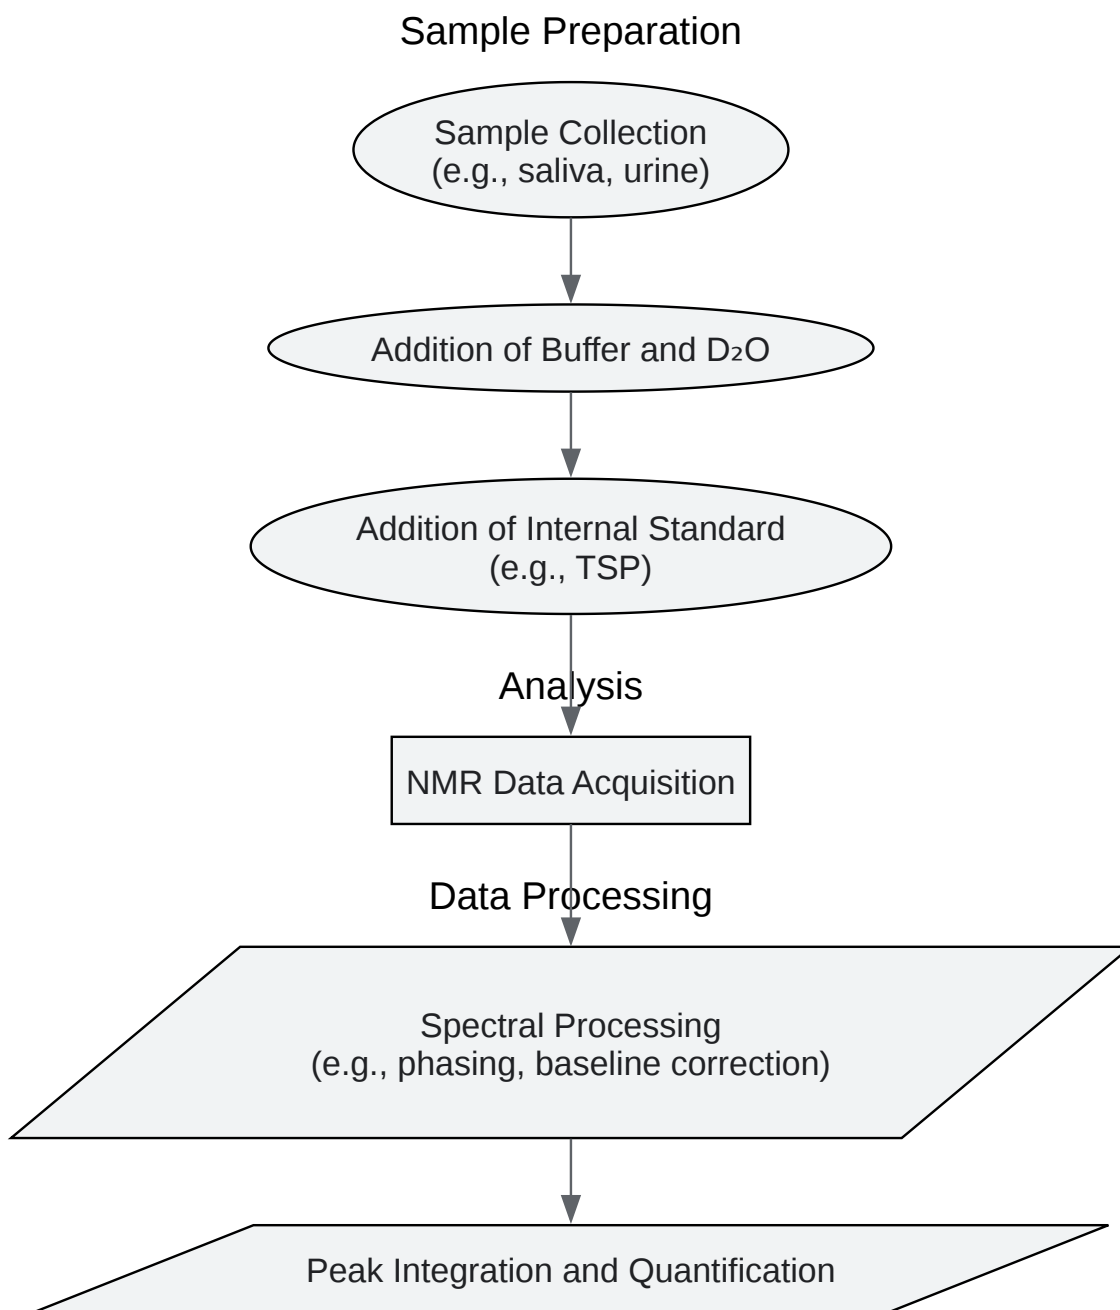 Sample Preparation
Sample Collection
(e.g., saliva, urine)
Addition of Buffer and D₂O
Addition of Internal Standard
(e.g., TSP)
Analysis
NMR Data Acquisition
Data Processing
Spectral Processing
(e.g., phasing, baseline correction)
Peak Integration and Quantification